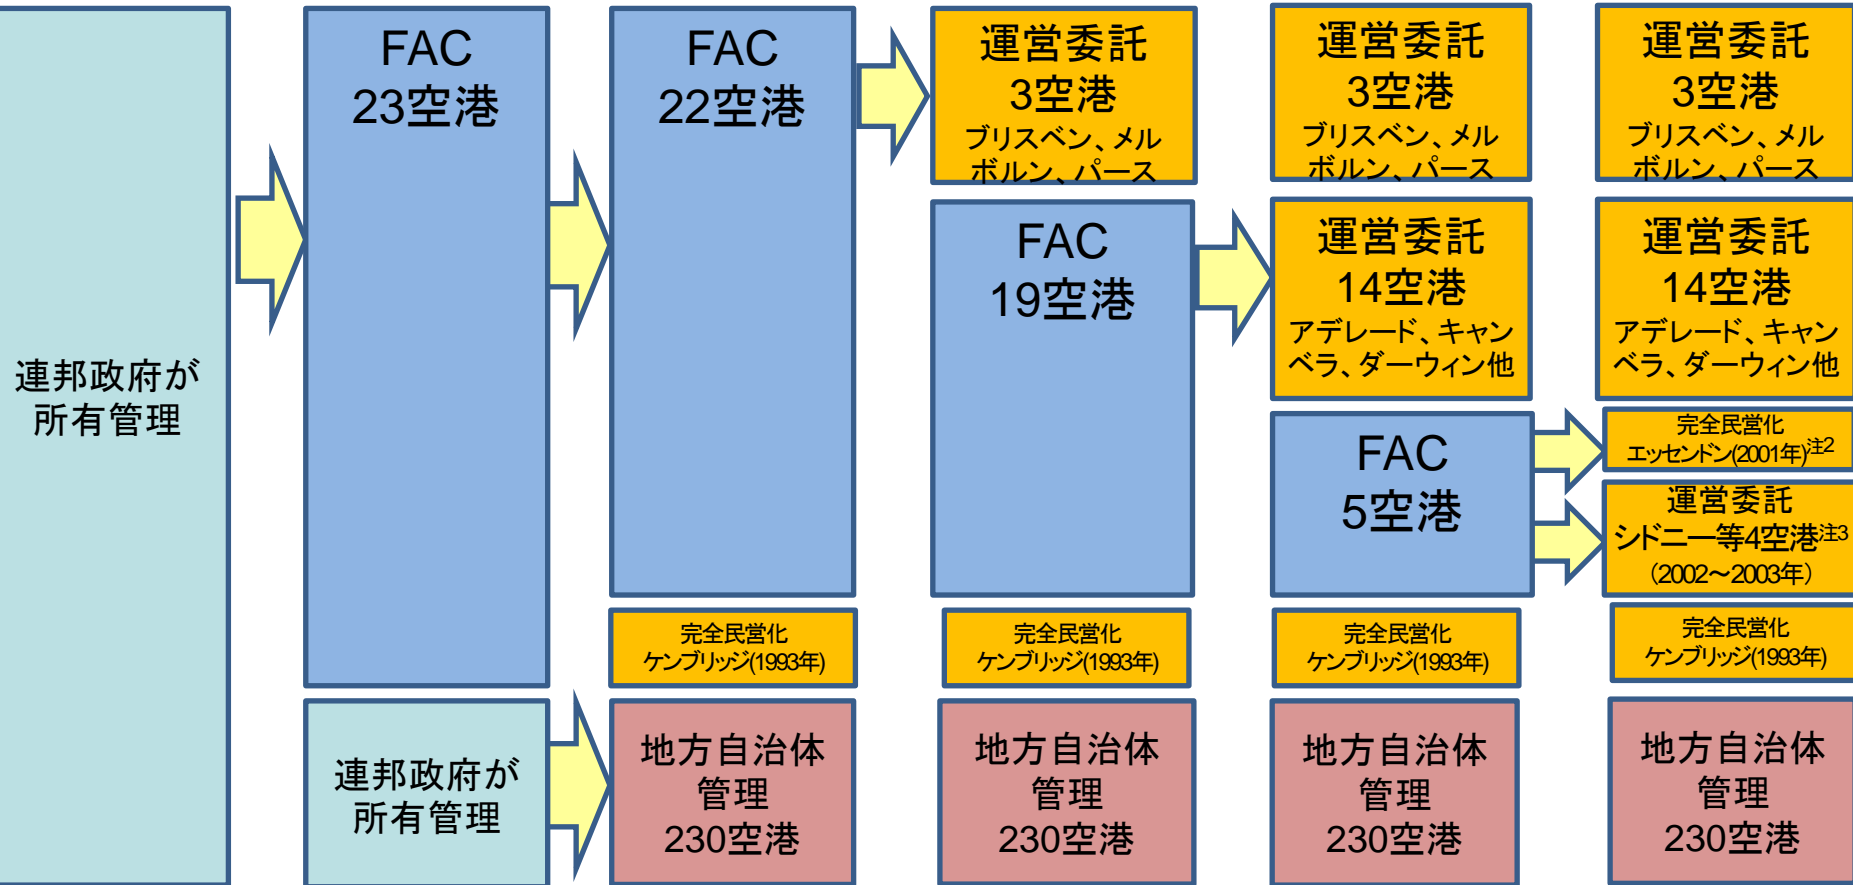 連邦政府が
所有管理
FAC
23空港
連邦政府が
所有管理
FAC
22空港
完全民営化
ケンブリッジ(1993年)
地方自治体
管理
230空港
運営委託
3空港
ブリスベン、メル
ボルン、パース
FAC
19空港
完全民営化
ケンブリッジ(1993年)
地方自治体
管理
230空港
運営委託
3空港
ブリスベン、メル
ボルン、パース
運営委託
14空港
アデレード、キャン
ベラ、ダーウィン他
FAC
5空港
完全民営化
ケンブリッジ(1993年)
地方自治体
管理
230空港
運営委託
3空港
ブリスベン、メル
ボルン、パース
運営委託
14空港
アデレード、キャン
ベラ、ダーウィン他
完全民営化
エッセンドン(2001年)注2
運営委託
シドニー等4空港注3
（2002～2003年）
完全民営化
ケンブリッジ(1993年)
地方自治体
管理
230空港